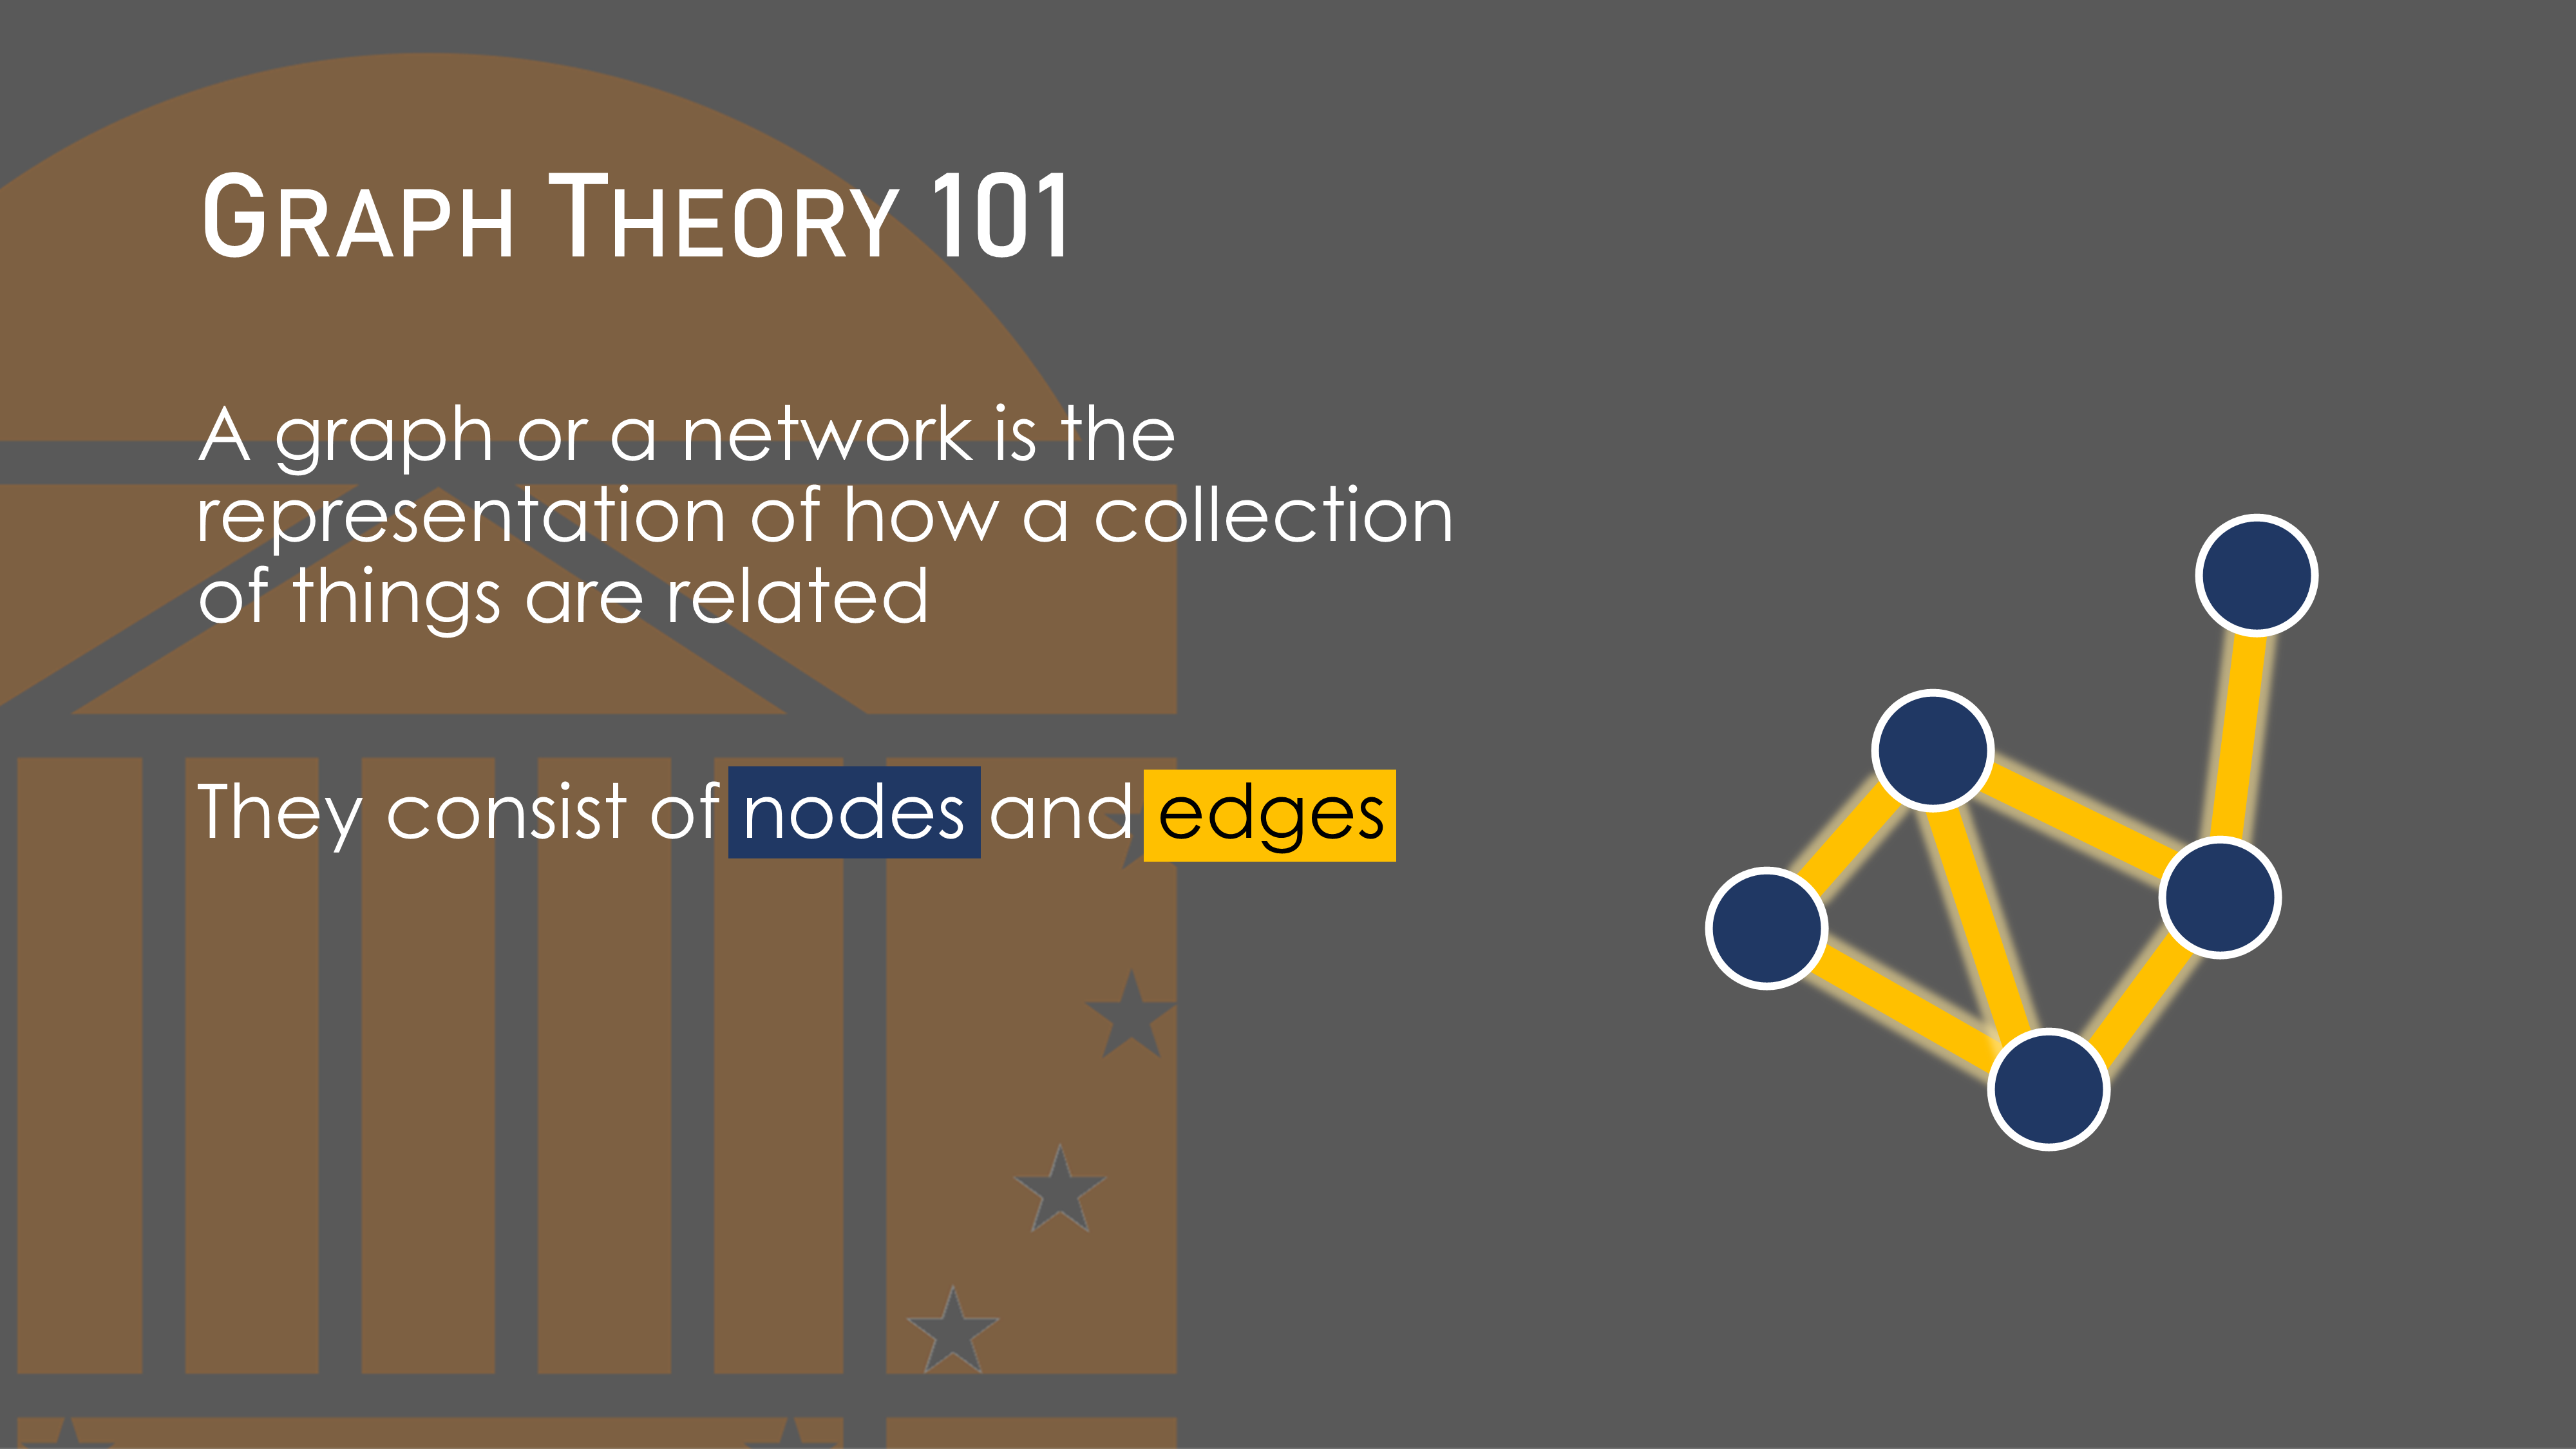 Graph Theory 101
A graph or a network is the
representation of how a collection
of things are related
They consist of nodes and edges